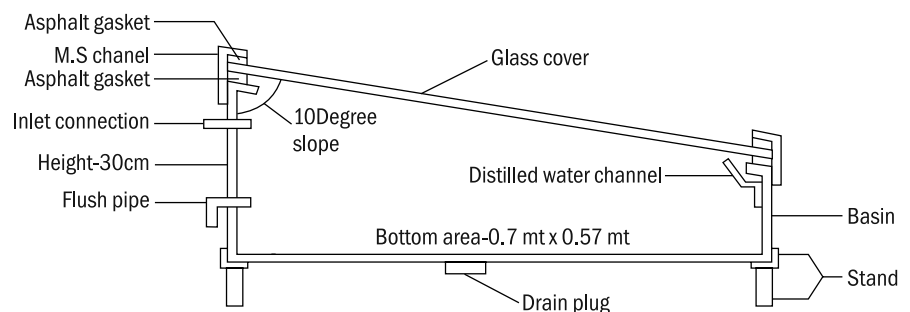 Asphalt gasket
M.S chanel
Asphalt gasket
Glass cover
10Degree
slope
Inlet connection
Height-30cm
Distilled water channel
Flush pipe
Basin
Bottom area-0.7 mt x 0.57 mt
Stand
Drain plug